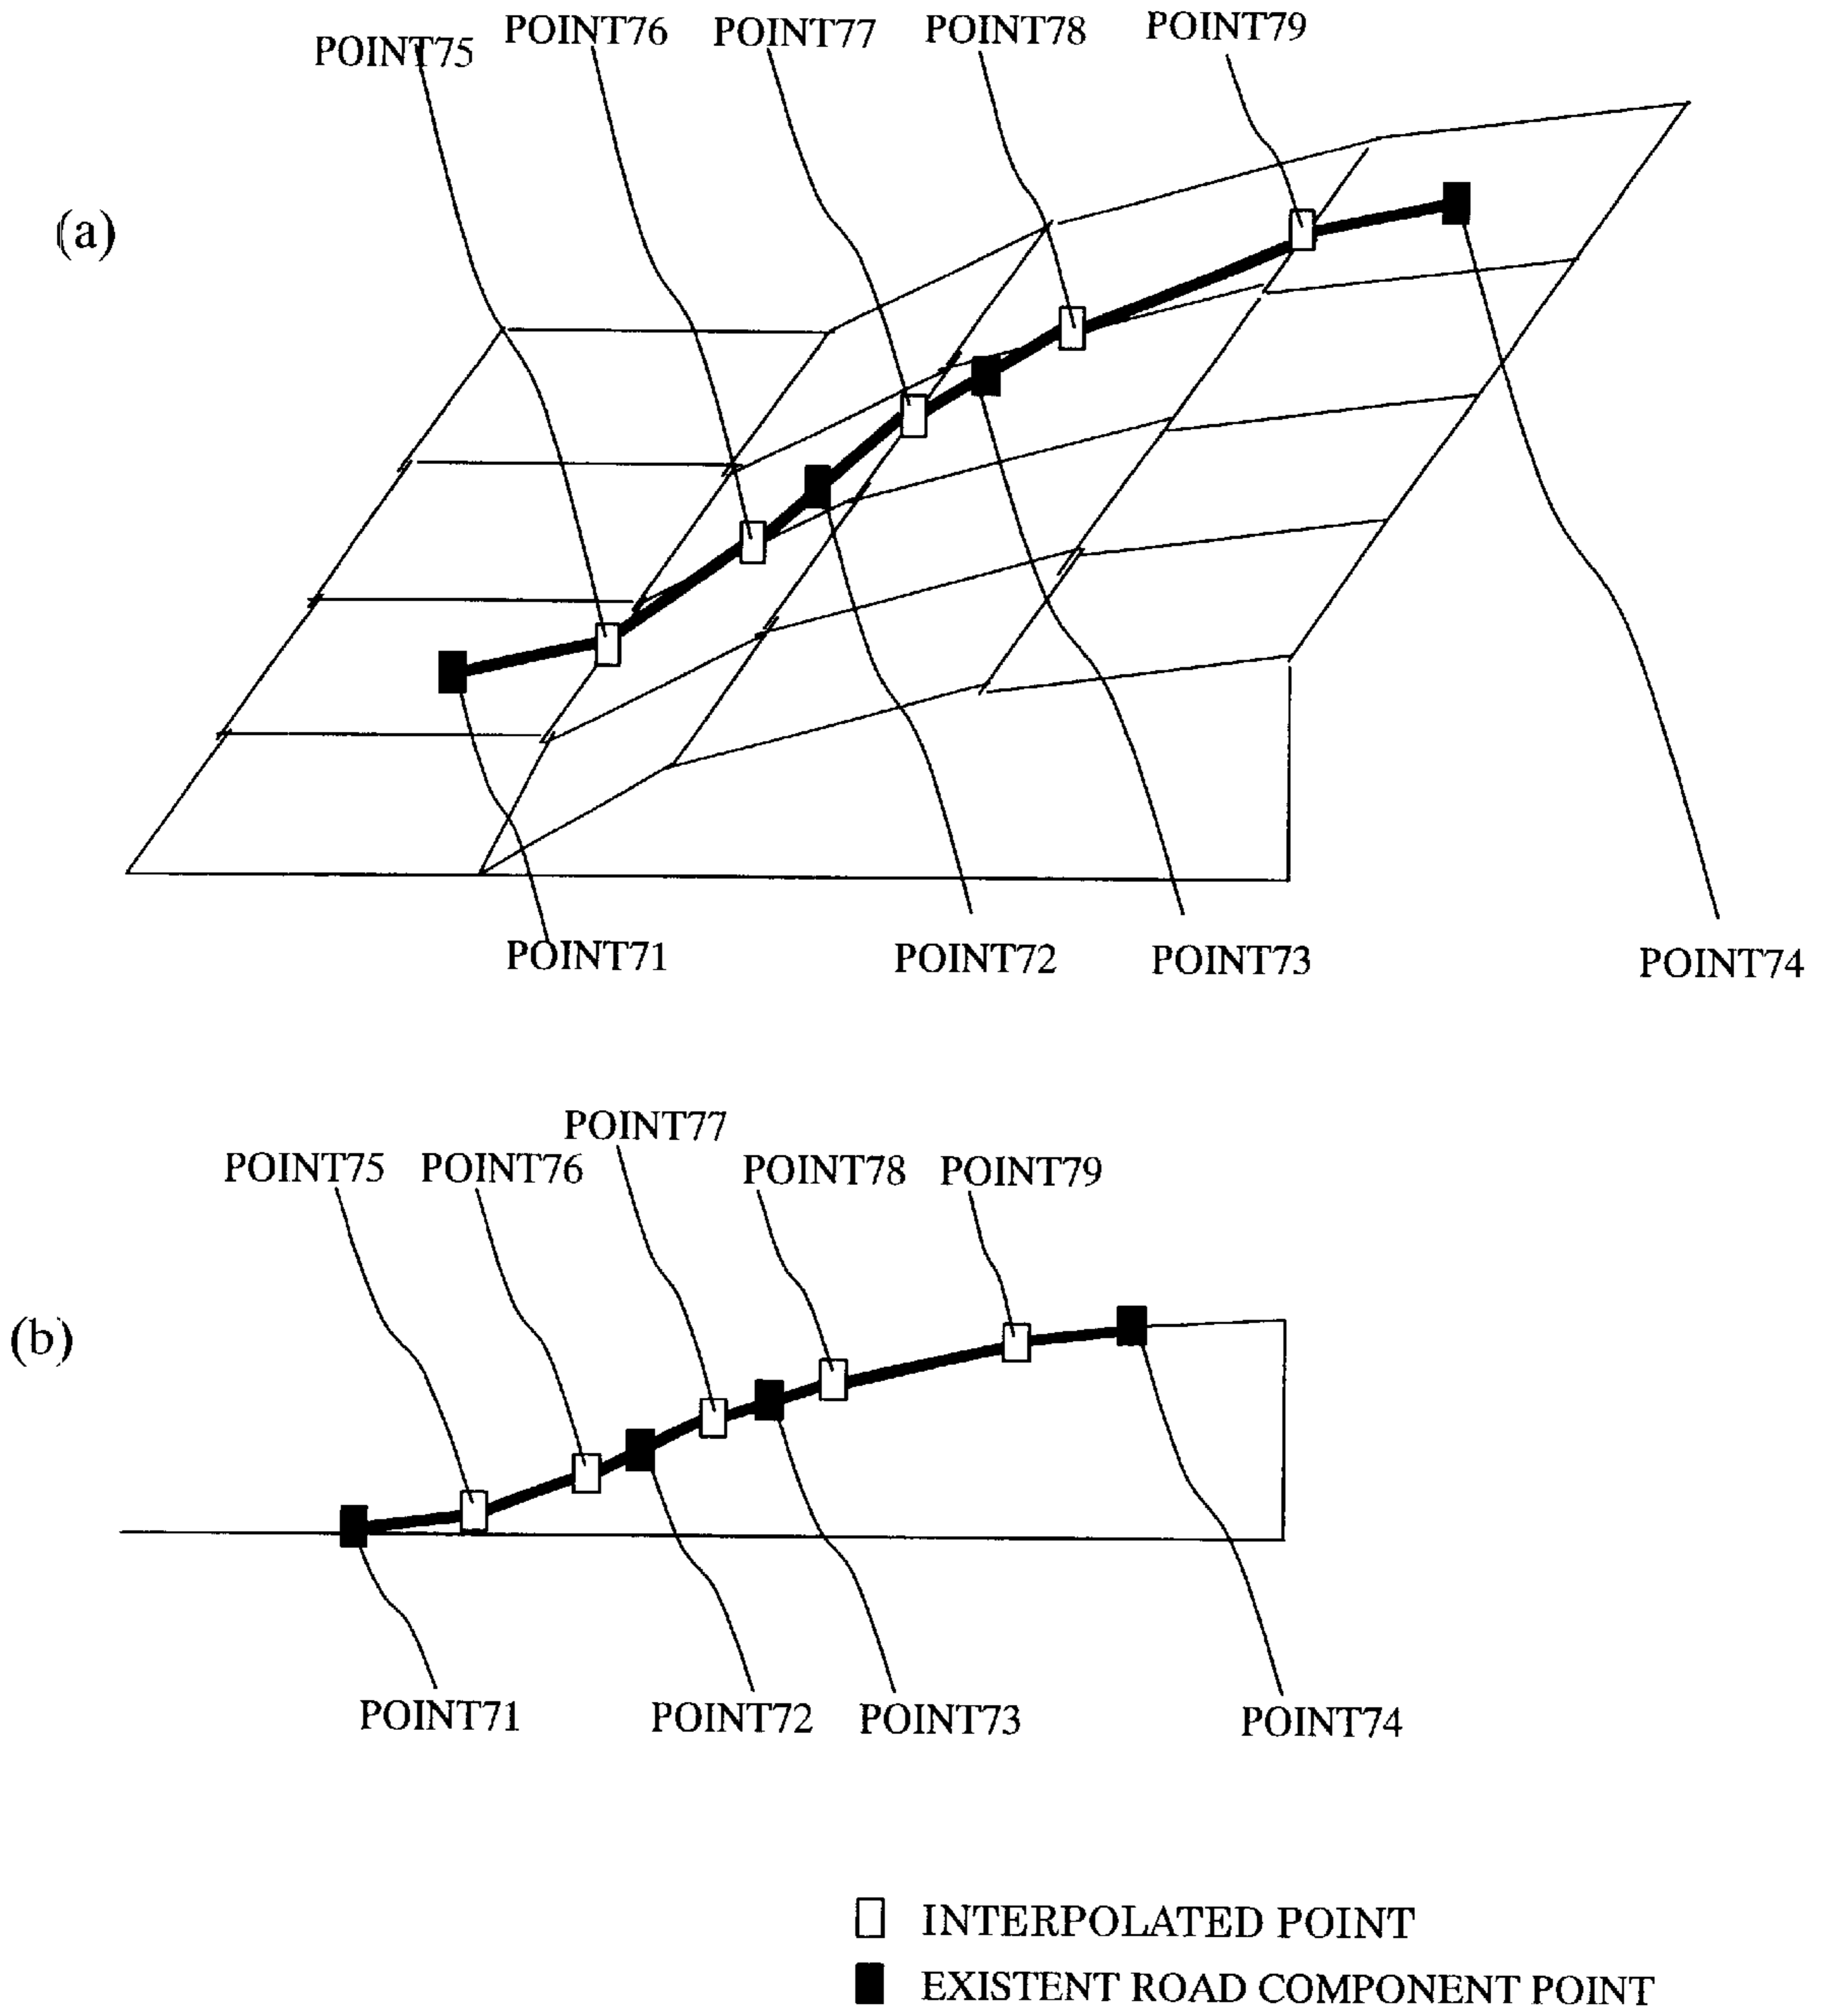 POINT75
POINT76
POINT77
POINT78
POINT79
(a)
POINT71
POINT72
POINT73
POINT74
POINT77
POINT75
POINT76
POINT78
POINT79
(b)
POINT71
POINT72
POINT73
POINT74
INTERPOLATED POINT
EXISTENT ROAD COMPONENT POINT